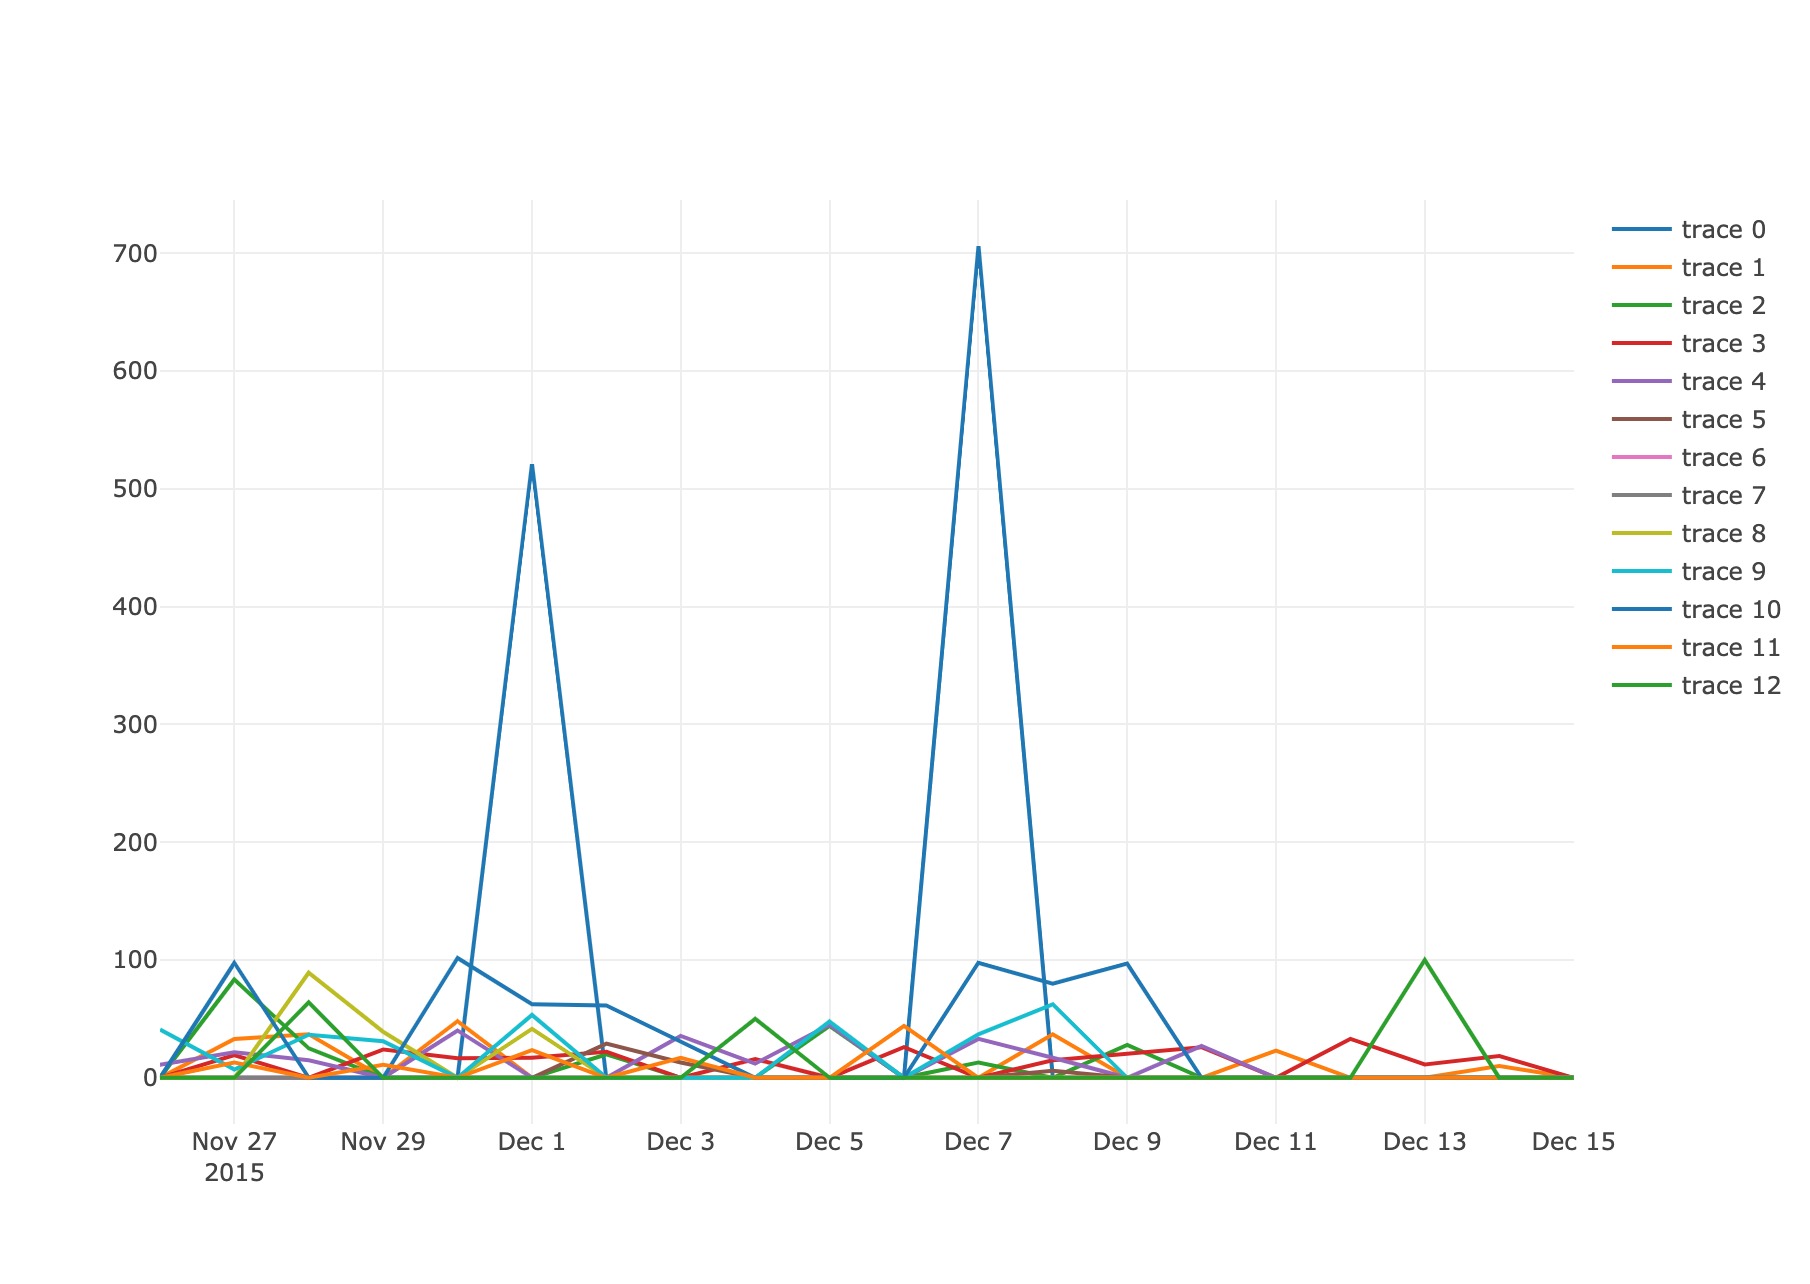 700
600
500
400
300
200
100
0
Nov 27
2015
Nov 29
Dec 1
Dec 3
Dec 5
Dec 7
Dec 9
Dec 11
Dec 13
Dec 15
trace 0
trace 1
trace 2
trace 3
trace 4
trace 5
trace 6
trace 7
trace 8
trace 9
trace 10
trace 11
trace 12